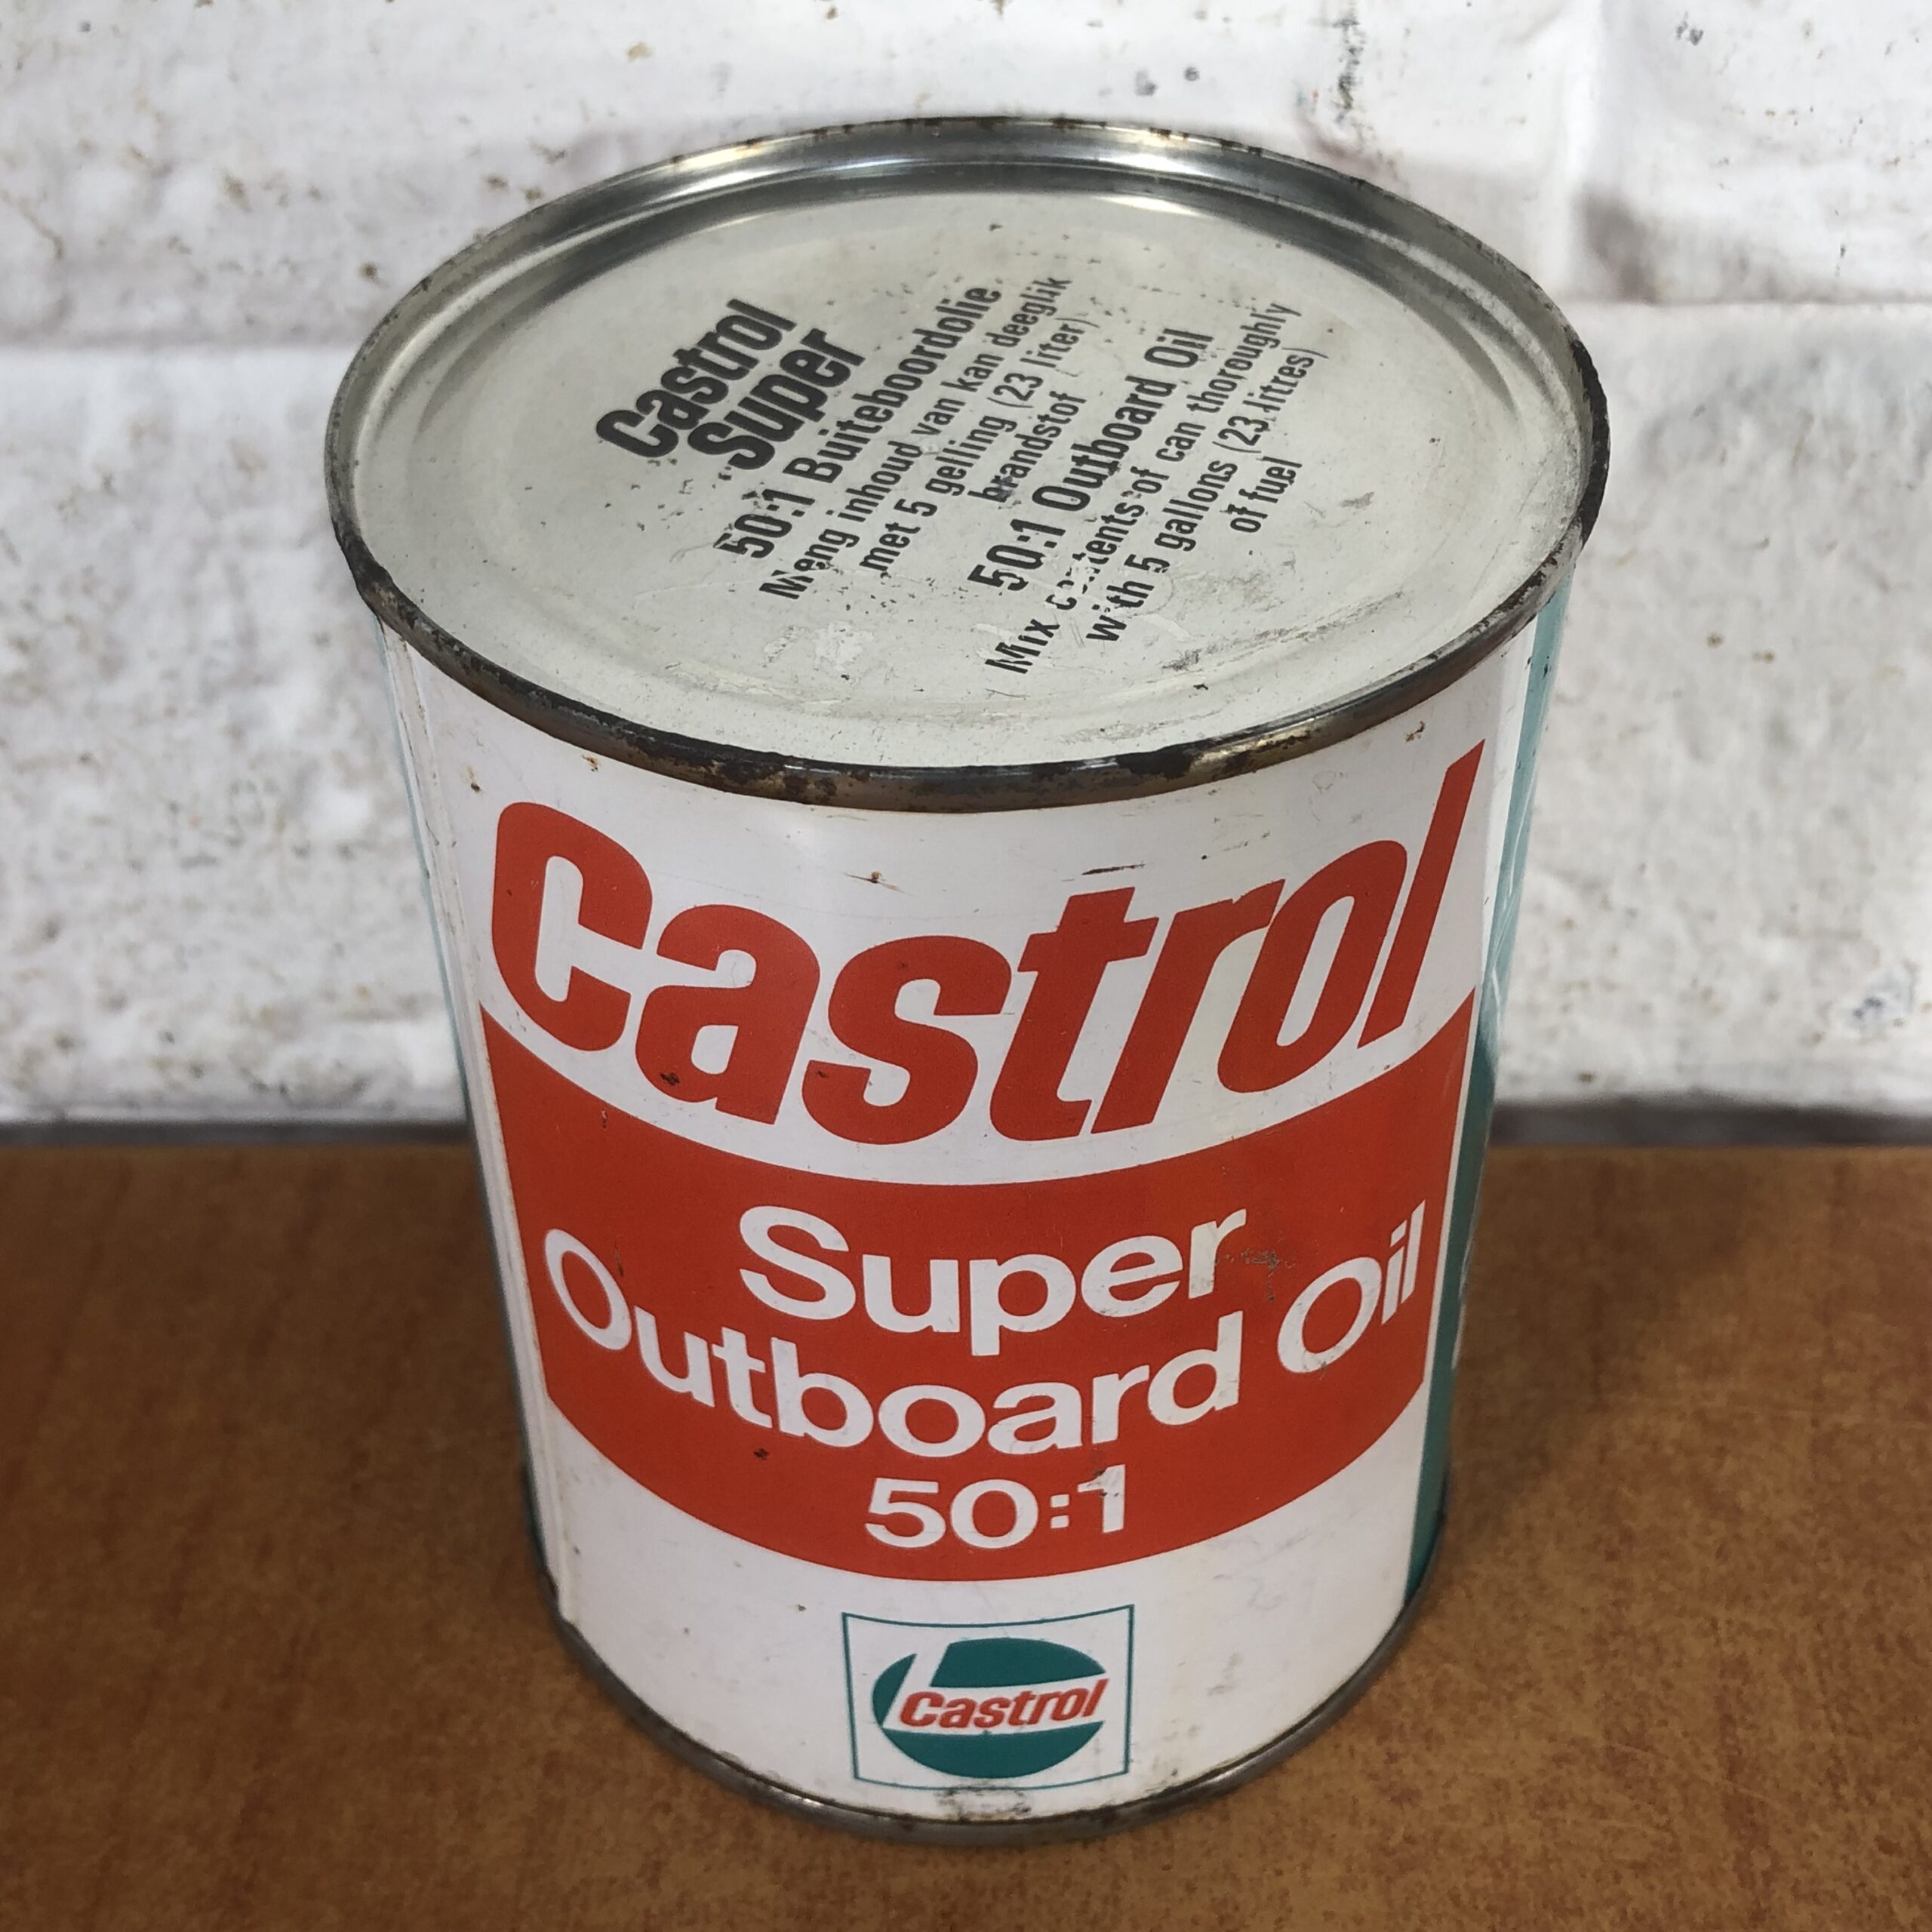 Castrol
Super
50:1 Buiteboordolie
Meng inhoud van kan deeglik
met 5 gelling (23 liter)
brandstof
50:1 Outboard Oil
Mix contents of can thoroughly
with 5 gallons (23 litres)
of fuel
Castrol
Super
Outboard Oil
50:1
Castrol